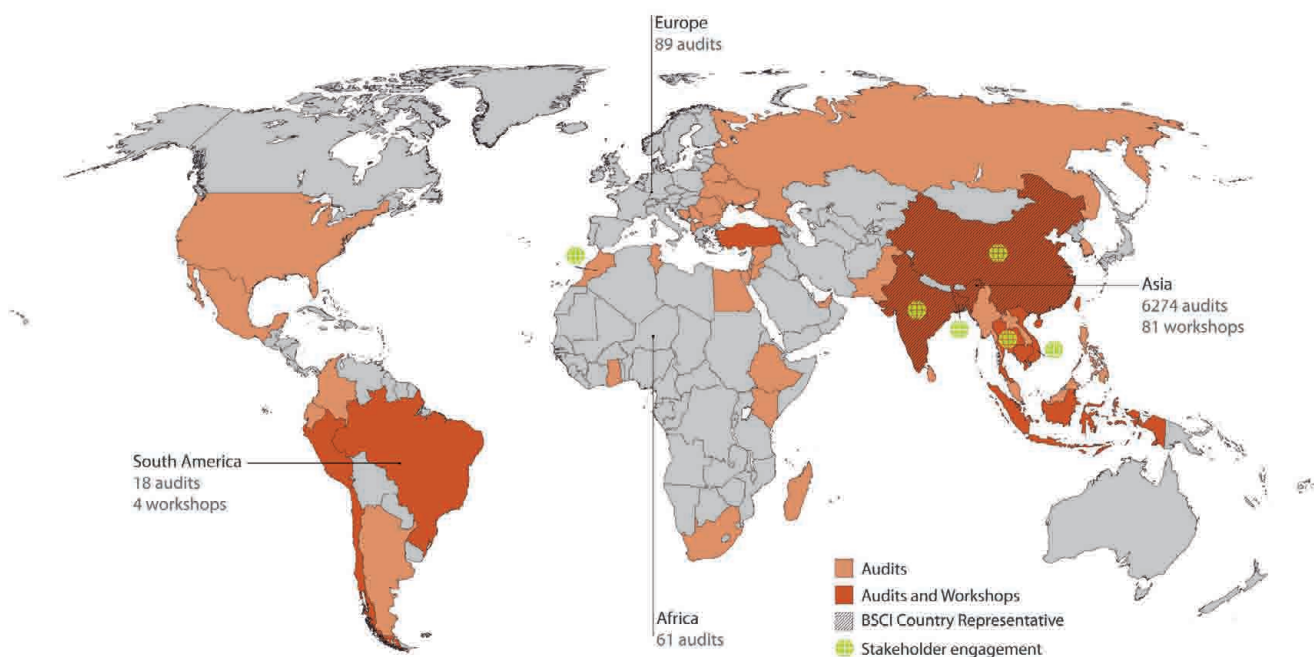 Europe
89 audits
Asia
6274 audits
81 workshops
South America
18 audits
4 workshops
Africa
61 audits
Audits
Audits and Workshops
BSCI Country Representative
Stakeholder engagement